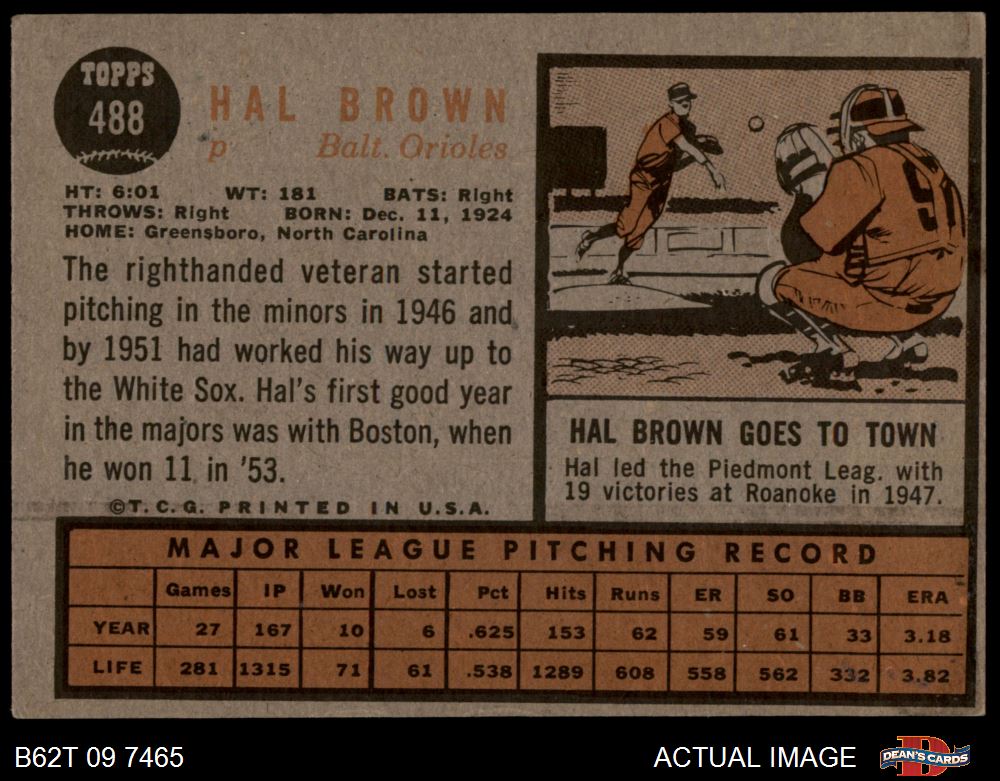 TOPPS
488
HAL BROWN
p Balt. Orioles
HT: 6:01 WT: 181 BATS: Right
THROWS: Right BORN: Dec. 11, 1924
HOME: Greensboro, North Carolina
The righthanded veteran started
pitching in the minors in 1946 and
by 1951 had worked his way up to
the White Sox. Hal's first good year
in the majors was with Boston, when
he won 11 in '53.
©T.C.G. PRINTED IN U.S.A.
HAL BROWN GOES TO TOWN
Hal led the Piedmont Leag. with
19 victories at Roanoke in 1947.
MAJOR LEAGUE PITCHING RECORD
Games IP Won Lost Pct Hits Runs ER SO BB ERA
YEAR 27 167 10 6 .625 153 62 59 61 33 3.18
LIFE 281 1315 71 61 .538 1289 608 558 562 332 3.82
B62T 09 7465 ACTUAL IMAGE DEAN'S CARDS